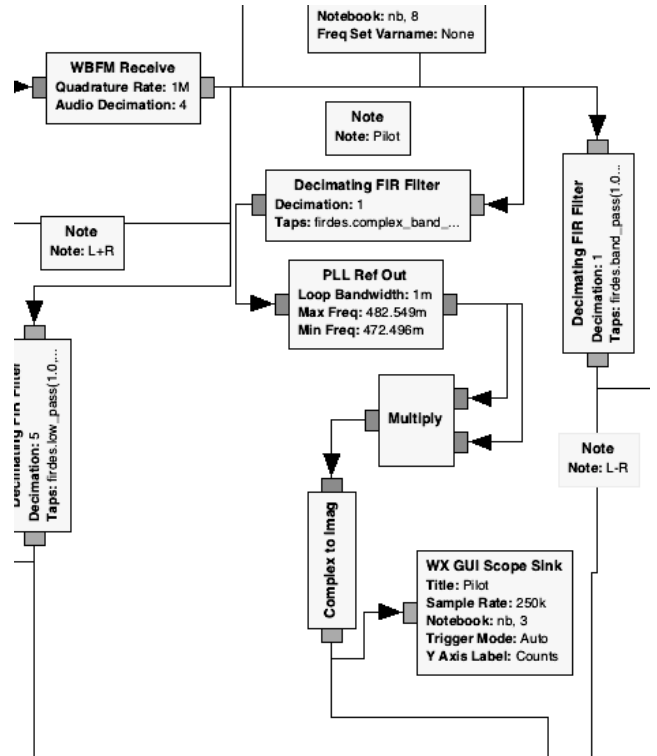 Notebook: nb, 8
Freq Set Varname: None
WBFM Receive
Quadrature Rate: 1M
Audio Decimation: 4
Note
Note: Pilot
Decimating FIR Filter
Decimation: 1
Taps: firdes.complex_band_...
Decimating FIR Filter
Decimation: 1
Taps: firdes.band_pass(1.0...
Note
Note: L+R
PLL Ref Out
Loop Bandwidth: 1m
Max Freq: 482.549m
Min Freq: 472.496m
Decimating FIR Filter
Decimation: 5
Taps: firdes.low_pass(1.0,...
Multiply
Note
Note: L-R
Complex to Imag
WX GUI Scope Sink
Title: Pilot
Sample Rate: 250k
Notebook: nb, 3
Trigger Mode: Auto
Y Axis Label: Counts